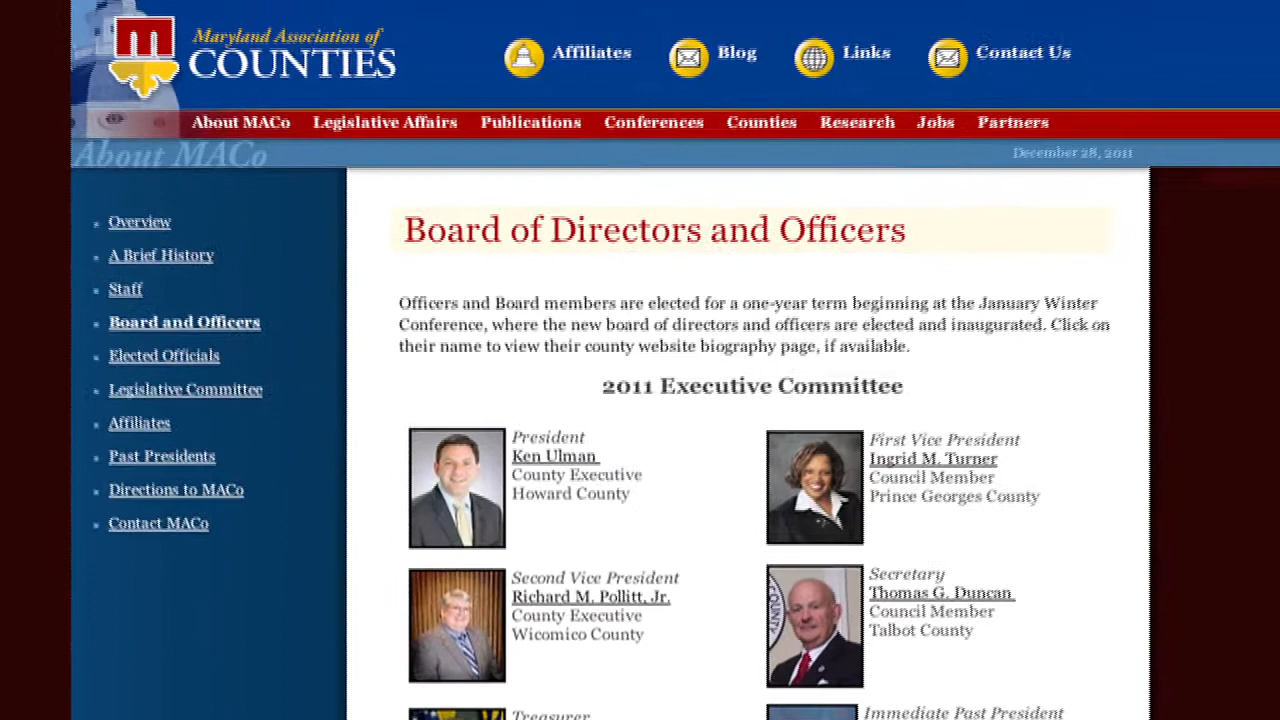 Maryland Association of
COUNTIES
Affiliates
Blog
Links
Contact Us
About MACo
Legislative Affairs
Publications
Conferences
Counties
Research
Jobs
Partners
About MACo
December 28, 2011
Overview
A Brief History
Staff
Board and Officers
Elected Officials
Legislative Committee
Affiliates
Past Presidents
Directions to MACo
Contact MACo
Board of Directors and Officers
Officers and Board members are elected for a one-year term beginning at the January Winter
Conference, where the new board of directors and officers are elected and inaugurated. Click on
their name to view their county website biography page, if available.
2011 Executive Committee
President
Ken Ulman
County Executive
Howard County
First Vice President
Ingrid M. Turner
Council Member
Prince Georges County
Second Vice President
Richard M. Pollitt, Jr.
County Executive
Wicomico County
COUNTY
Secretary
Thomas G. Duncan
Council Member
Talbot County
Treasurer
Immediate Past President